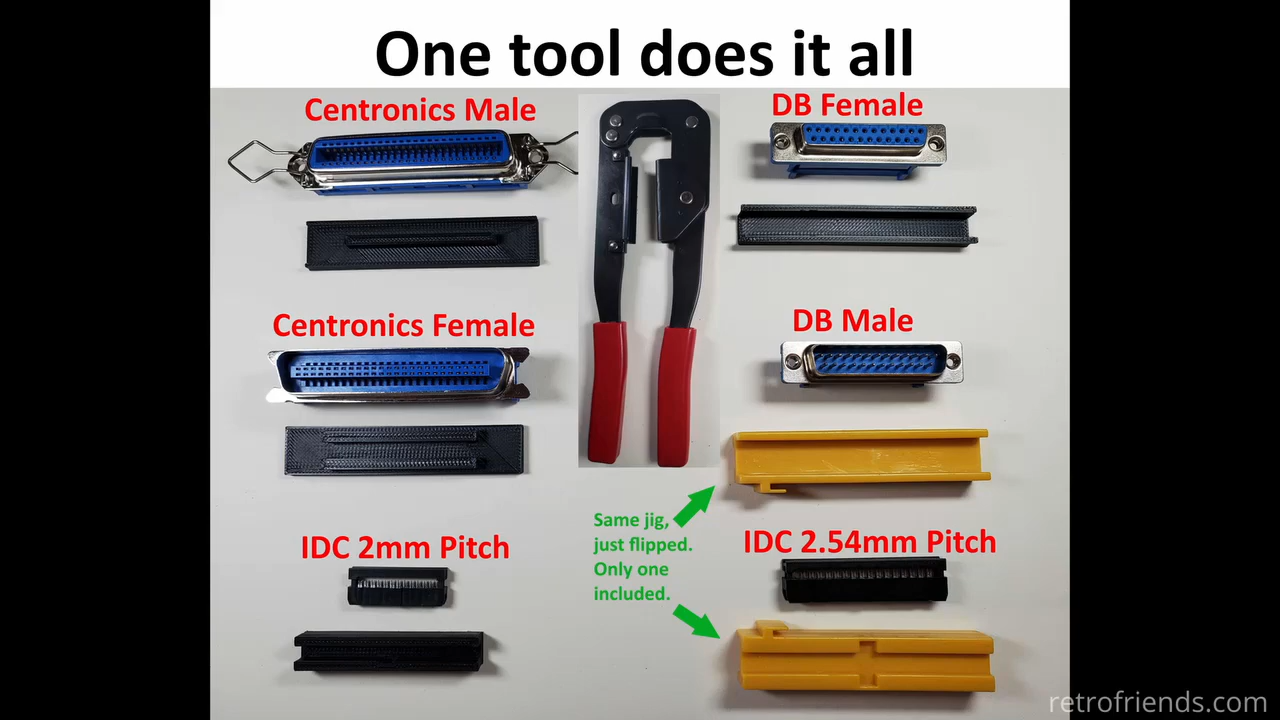 One tool does it all
Centronics Male
DB Female
Centronics Female
DB Male
Same jig,
just flipped.
Only one
included.
IDC 2mm Pitch
IDC 2.54mm Pitch
retrofriends.com